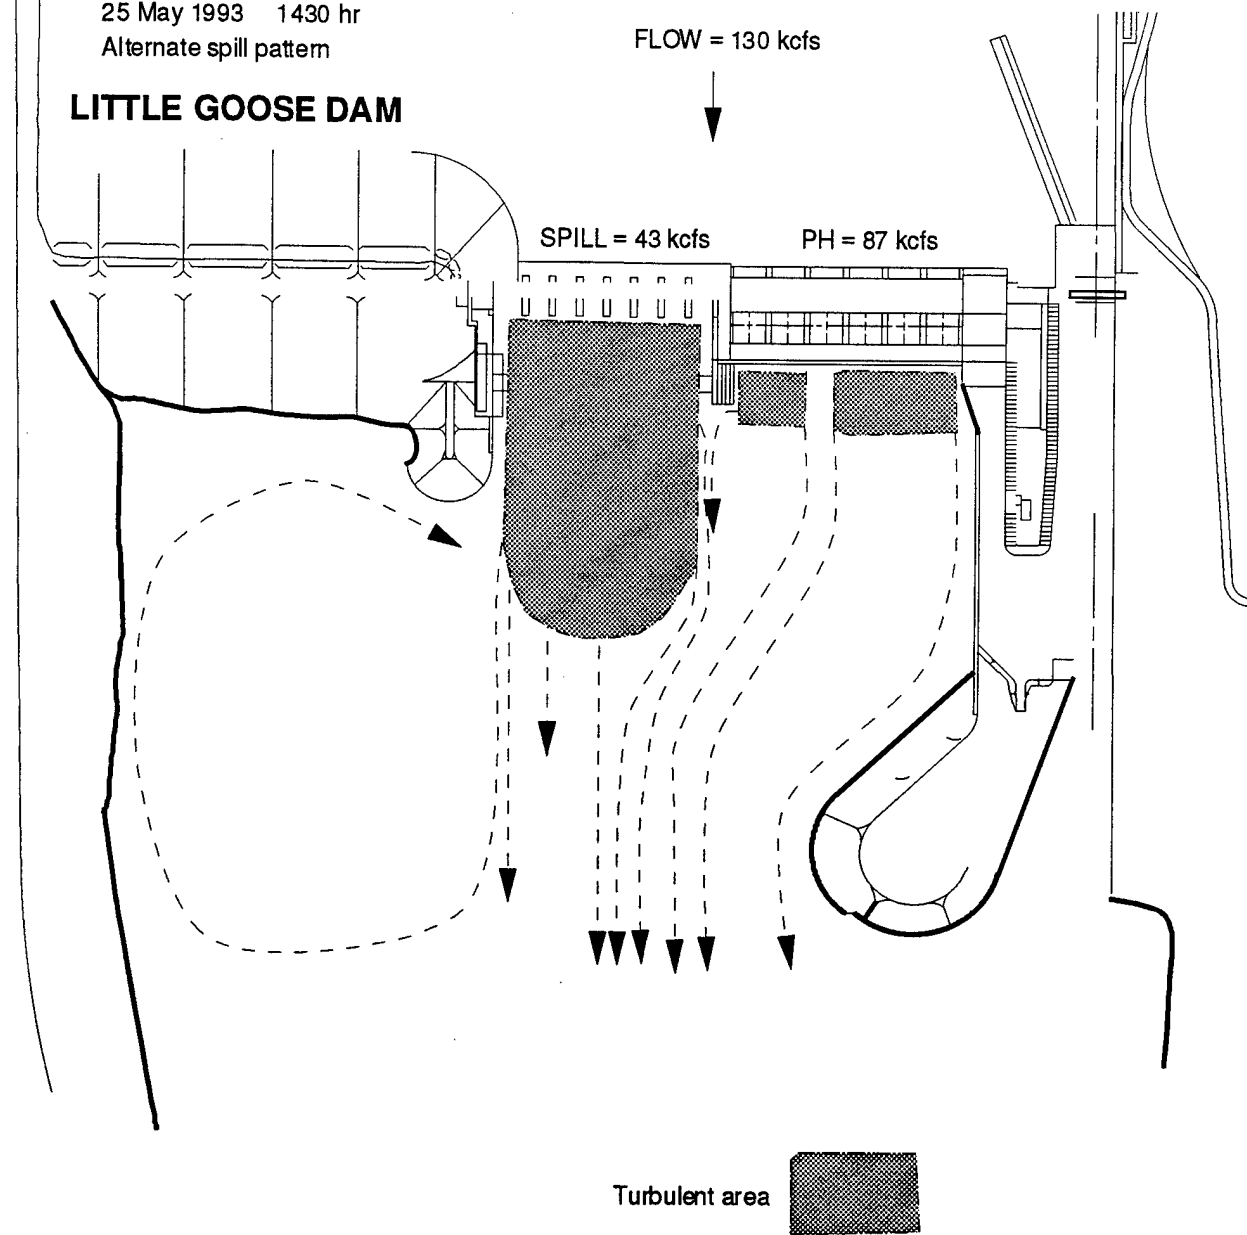 25 May 1993 1430 hr
Alternate spill pattern
FLOW = 130 kcfs
LITTLE GOOSE DAM
SPILL = 43 kcfs
PH = 87 kcfs
Turbulent area